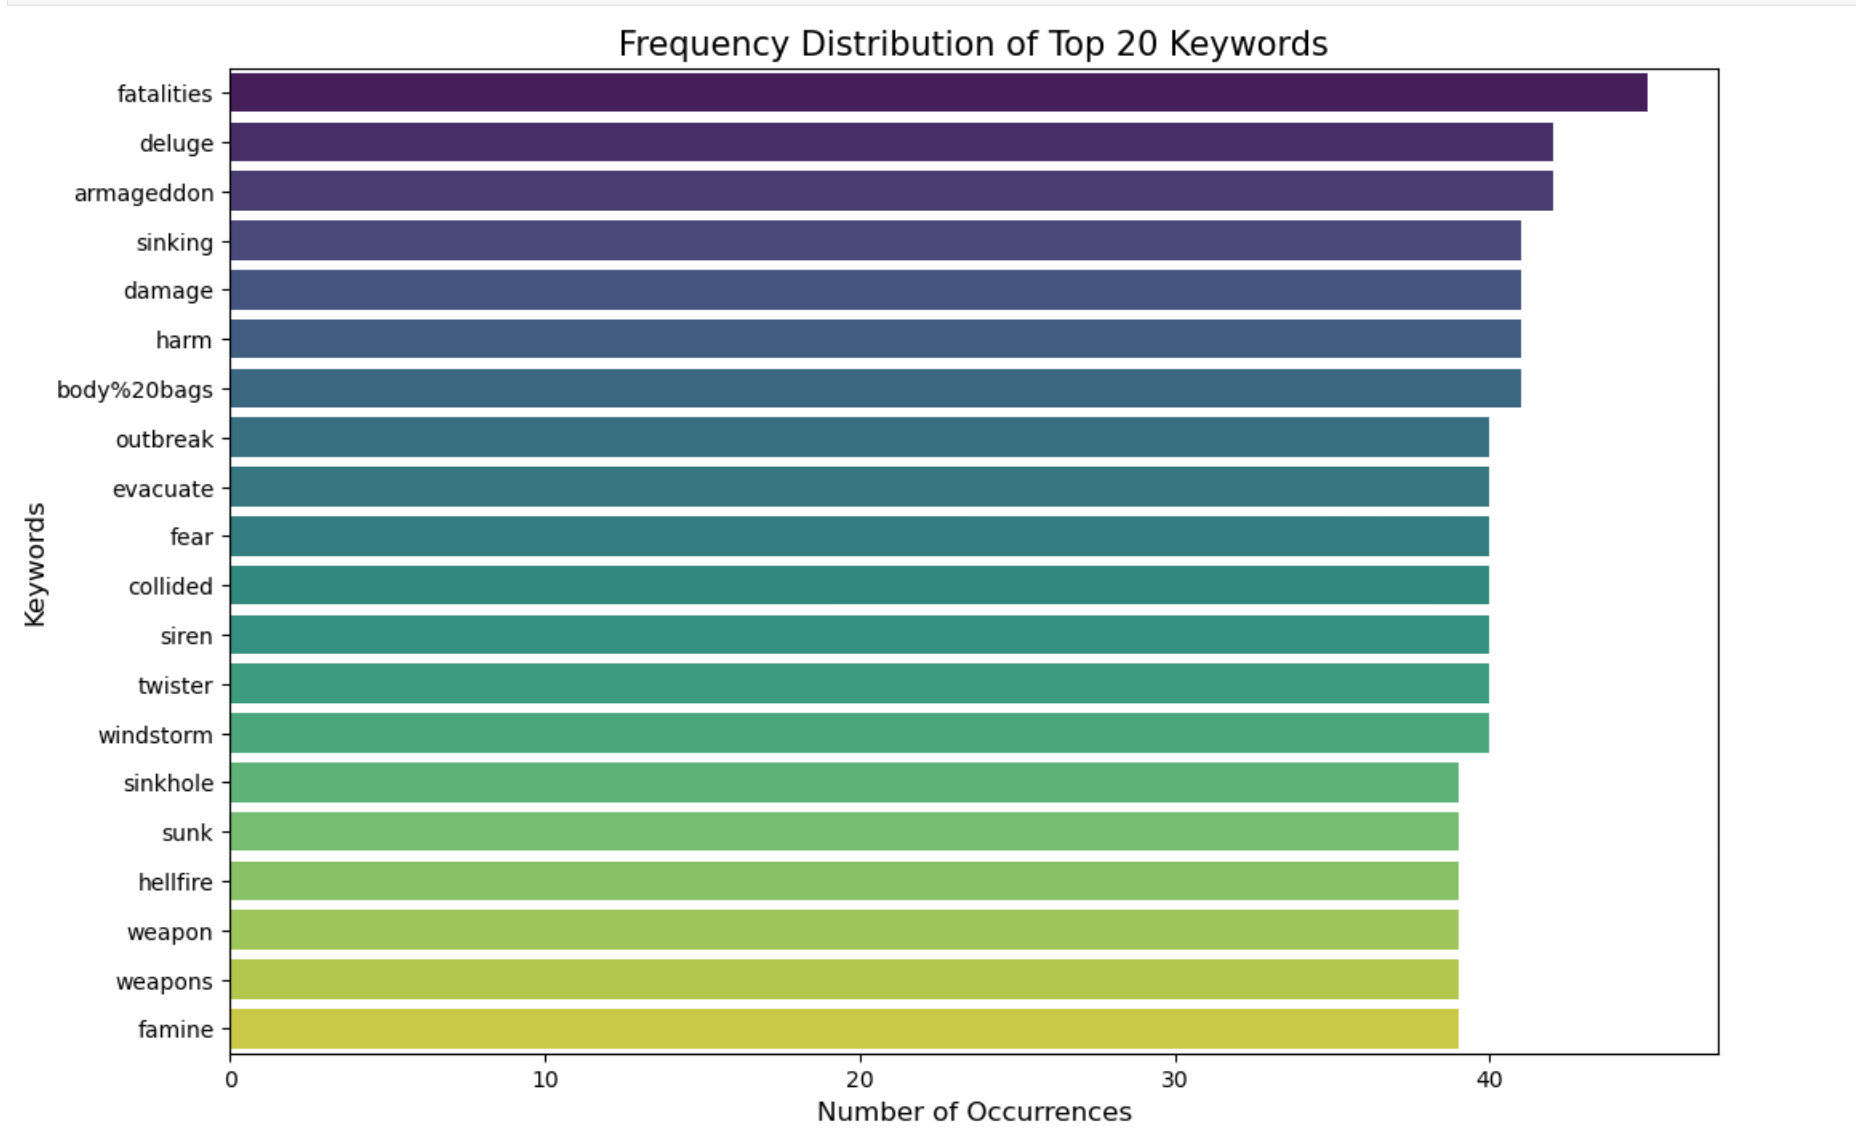 Frequency Distribution of Top 20 Keywords
fatalities
deluge
armageddon
sinking
damage
harm
body%20bags
outbreak
evacuate
fear
collided
siren
twister
windstorm
sinkhole
sunk
hellfire
weapon
weapons
famine
Keywords
0 10 20 30 40
Number of Occurrences